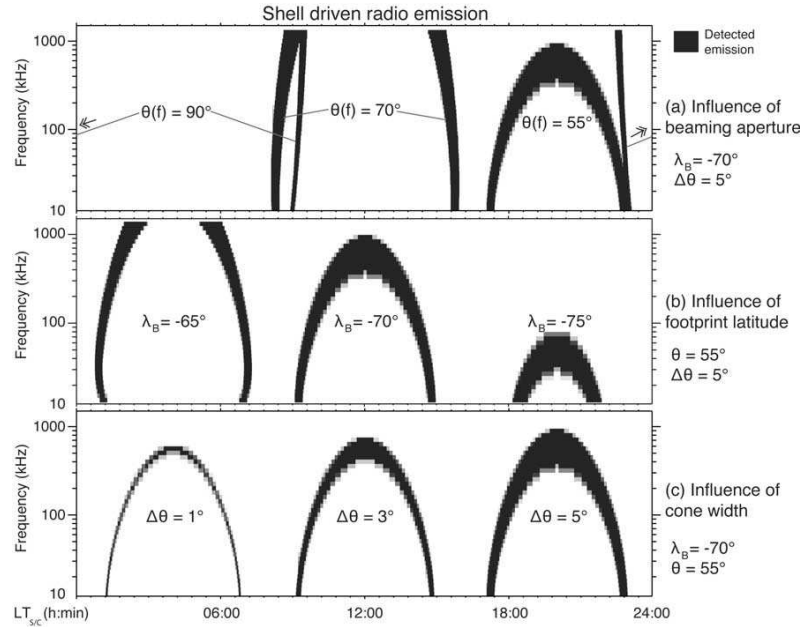 Shell driven radio emission
Detected
emission
Frequency (kHz)
1000
100
10
θ(f) = 90°
θ(f) = 70°
θ(f) = 55°
(a) Influence of
beaming aperture
λB = -70°
Δθ = 5°
Frequency (kHz)
1000
100
10
λB = -65°
λB = -70°
λB = -75°
(b) Influence of
footprint latitude
θ = 55°
Δθ = 5°
Frequency (kHz)
1000
100
10
Δθ = 1°
Δθ = 3°
Δθ = 5°
(c) Influence of
cone width
λB = -70°
θ = 55°
LTS/C (h:min)
06:00
12:00
18:00
24:00